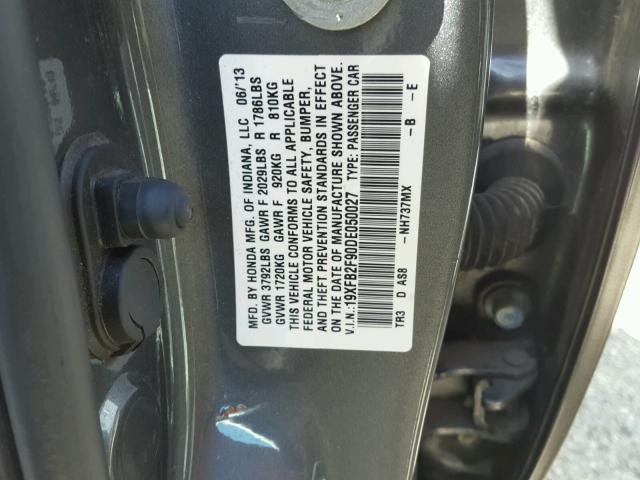 MFD. BY HONDA MFG. OF INDIANA, LLC 06/'13
GVWR 3792LBS GAWR F 2029LBS R 1786LBS
GVWR 1720KG GAWR F 920KG R 810KG
THIS VEHICLE CONFORMS TO ALL APPLICABLE
FEDERAL MOTOR VEHICLE SAFETY, BUMPER,
AND THEFT PREVENTION STANDARDS IN EFFECT
ON THE DATE OF MANUFACTURE SHOWN ABOVE.
V.I.N.:19XFB2F90DE050027 TYPE: PASSENGER CAR
TR3 D AS8 -NH737MX -B -E